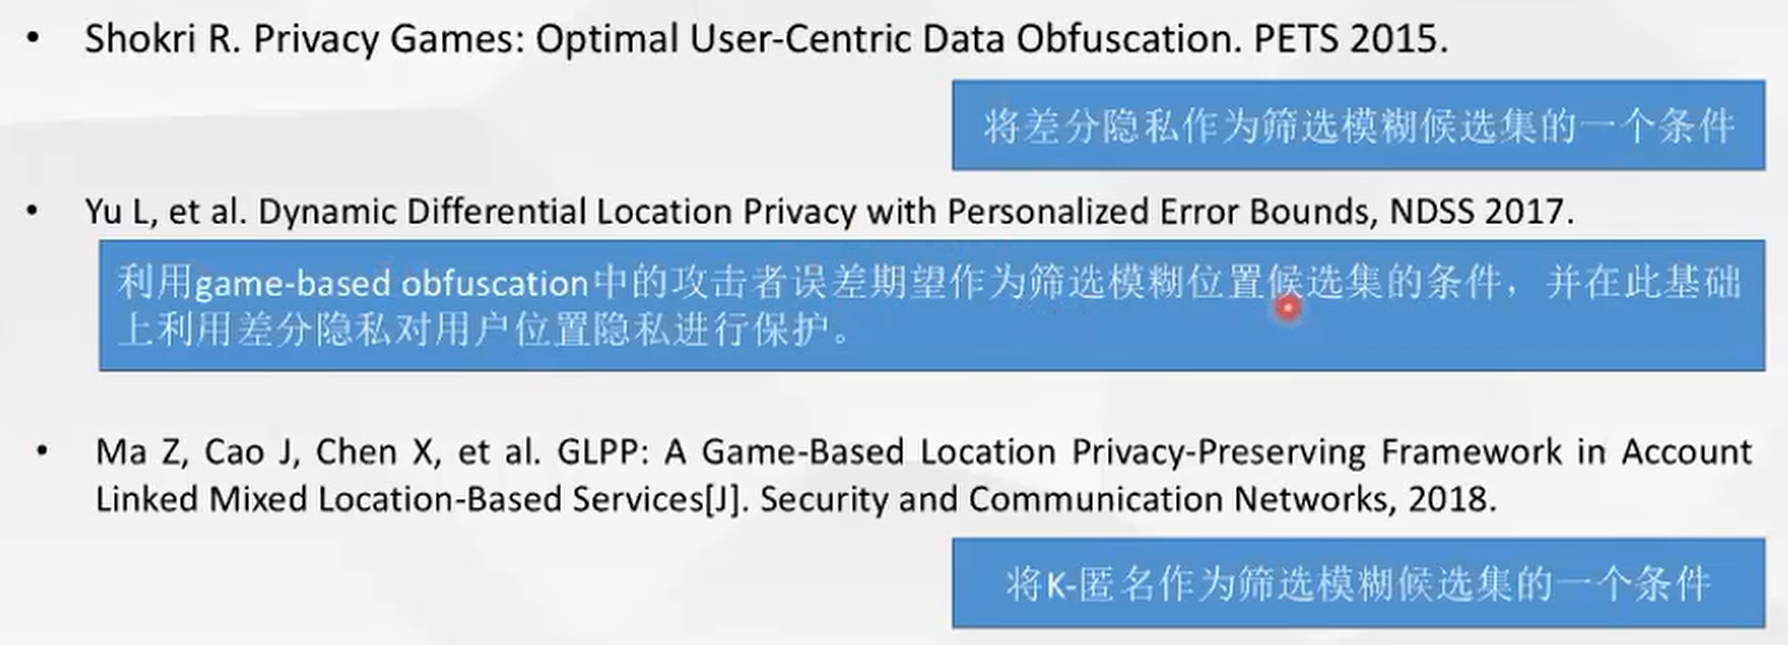 • Shokri R. Privacy Games: Optimal User-Centric Data Obfuscation. PETS 2015.
将差分隐私作为筛选模糊候选集的一个条件
• Yu L, et al. Dynamic Differential Location Privacy with Personalized Error Bounds, NDSS 2017.
利用game-based obfuscation中的攻击者误差期望作为筛选模糊位置候选集的条件，并在此基础
上利用差分隐私对用户位置隐私进行保护。
• Ma Z, Cao J, Chen X, et al. GLPP: A Game-Based Location Privacy-Preserving Framework in Account
Linked Mixed Location-Based Services[J]. Security and Communication Networks, 2018.
将K-匿名作为筛选模糊候选集的一个条件